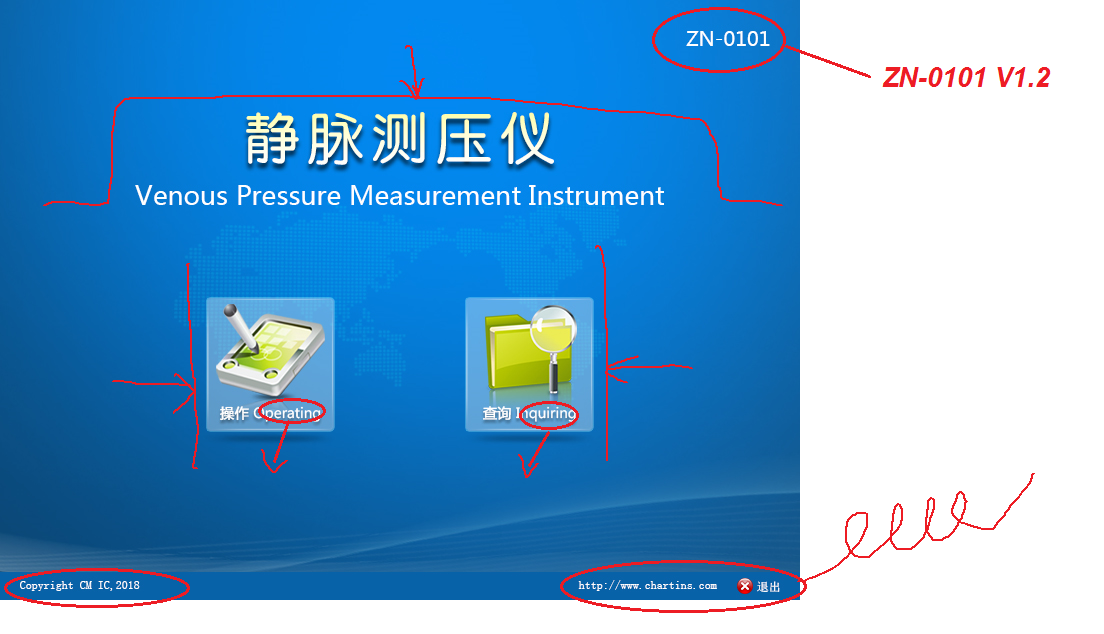 ZN-0101
ZN-0101 V1.2
静脉测压仪
Venous Pressure Measurement Instrument
操作 Operating
查询 Inquiring
Copyright CM IC,2018
http://www.chartins.com
退出